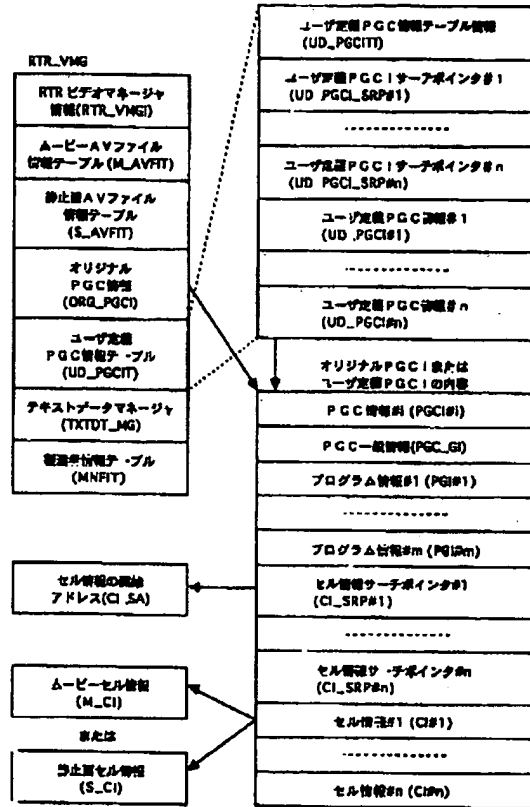 RTR_VMG
RTR ビデオマネージャ
情報(RTR_VMGI)
ムービーAVファイル
情報テーブル (M_AVFIT)
静止画AVファイル
情報テーブル
(S_AVFIT)
オリジナル
PGC情報
(ORG_PGCI)
ユーザ定義
PGC情報テーブル
(UD_PGCIT)
テキストデータマネージャ
(TXTDT_MG)
情報テーブル
(MNFIT)
ユーザ定義PGC情報テーブル情報
(UD_PGCITI)
ユーザ定義PGCIサーチポインタ#1
(UD_PGCI_SRP#1)
ユーザ定義PGCIサーチポインタ#n
(UD_PGCI_SRP#n)
ユーザ定義PGC情報#1
(UD_PGCI#1)
ユーザ定義PGC情報#n
(UD_PGCI#n)
オリジナルPGCIまたは
ユーザ定義PGCIの内容
PGC情報#i (PGCI#i)
PGC一般情報(PGC_GI)
プログラム情報#1 (PGI#1)
プログラム情報#m (PGI#m)
セル情報サーチポインタ#1
(CI_SRP#1)
セル情報サーチポインタ#n
(CI_SRP#n)
セル情報#1 (CI#1)
セル情報#n (CI#n)
セル情報の開始
アドレス(CI_SA)
ムービーセル情報
(M_CI)
または
静止画セル情報
(S_CI)